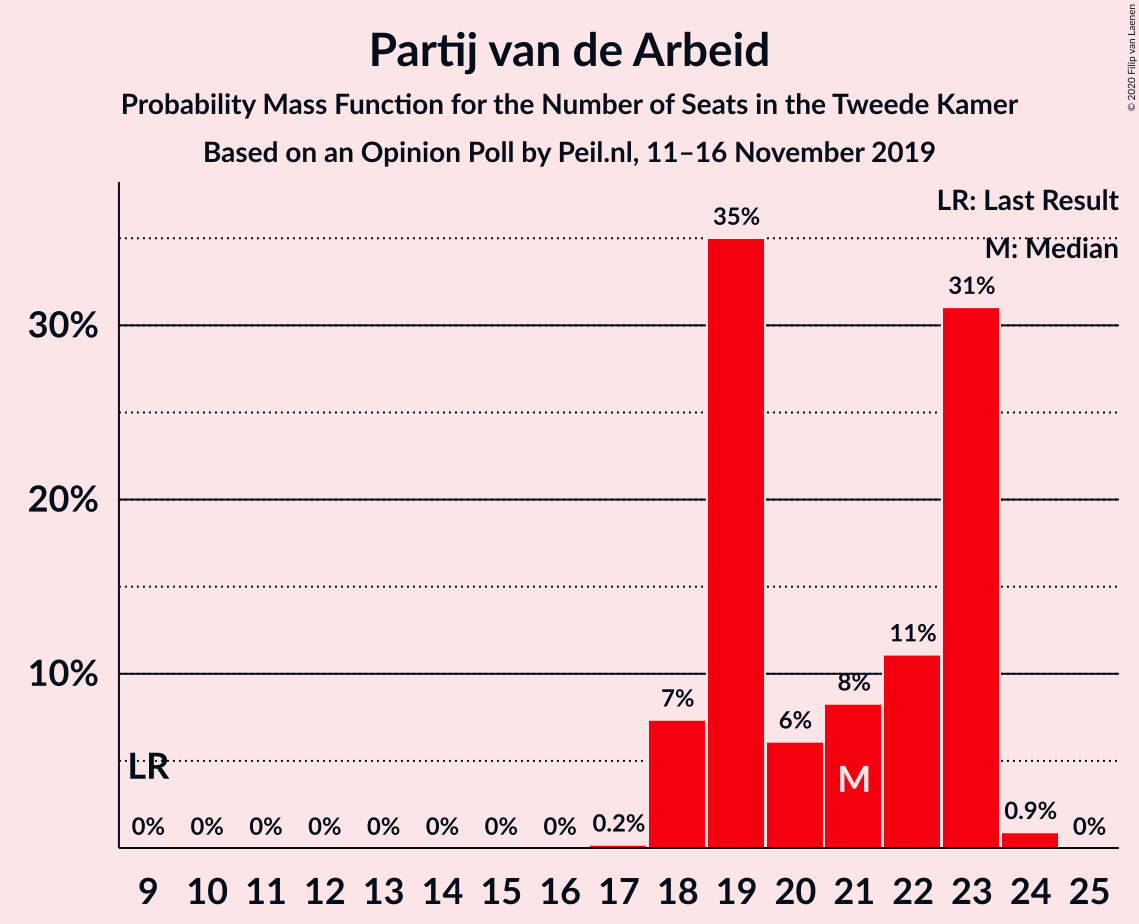 Partij van de Arbeid
Probability Mass Function for the Number of Seats in the Tweede Kamer
Based on an Opinion Poll by Peil.nl, 11–16 November 2019
© 2020 Filip van Laenen
LR: Last Result
M: Median
30%
20%
10%
LR
0%
0%
0%
0%
0%
0%
0%
0%
0.2%
7%
35%
6%
8%
M
11%
31%
0.9%
0%
9 10 11 12 13 14 15 16 17 18 19 20 21 22 23 24 25